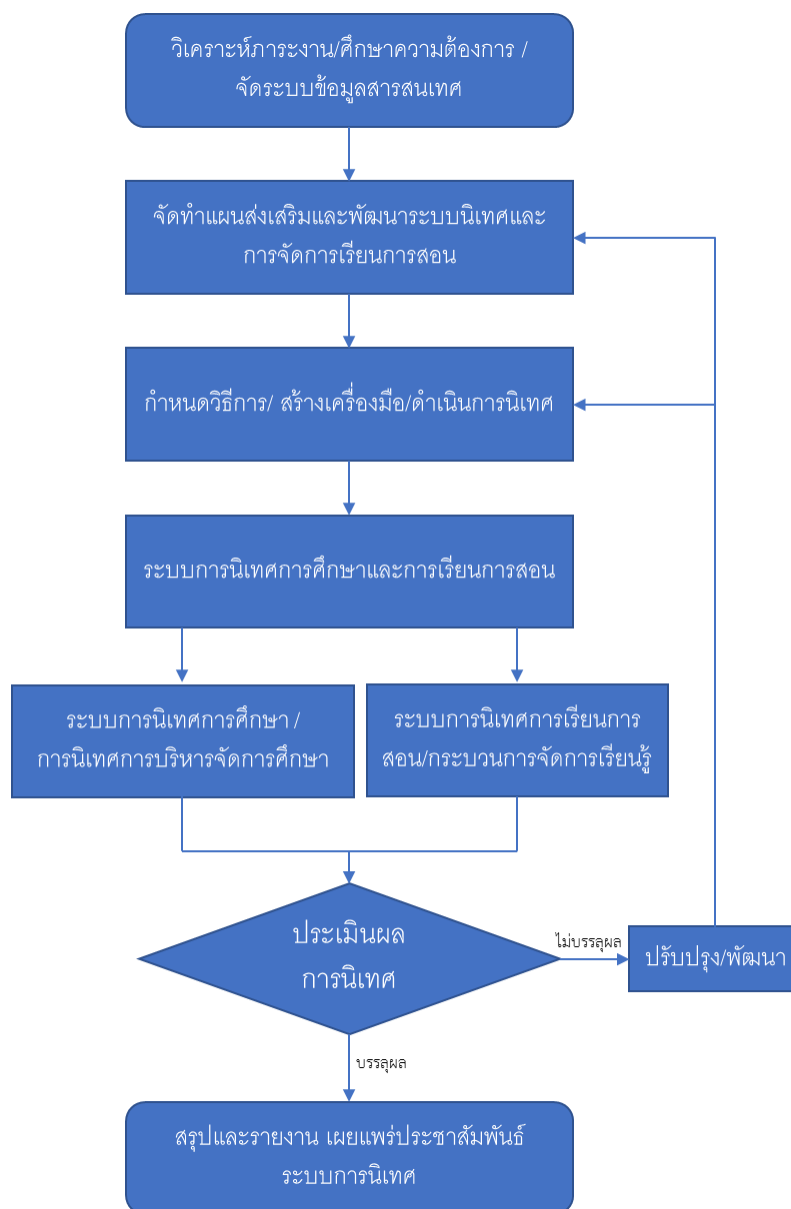 วิเคราะห์ภาระงาน/ศึกษาความต้องการ /
จัดระบบข้อมูลสารสนเทศ
จัดทำแผนส่งเสริมและพัฒนาระบบนิเทศและ
การจัดการเรียนการสอน
กำหนดวิธีการ/ สร้างเครื่องมือ/ดำเนินการนิเทศ
ระบบการนิเทศการศึกษาและการเรียนการสอน
ระบบการนิเทศการศึกษา /
การนิเทศการบริหารจัดการศึกษา
ระบบการนิเทศการเรียนการ
สอน/กระบวนการจัดการเรียนรู้
ประเมินผล
การนิเทศ
ไม่บรรลุผล
ปรับปรุง/พัฒนา
บรรลุผล
สรุปและรายงาน เผยแพร่ประชาสัมพันธ์
ระบบการนิเทศ